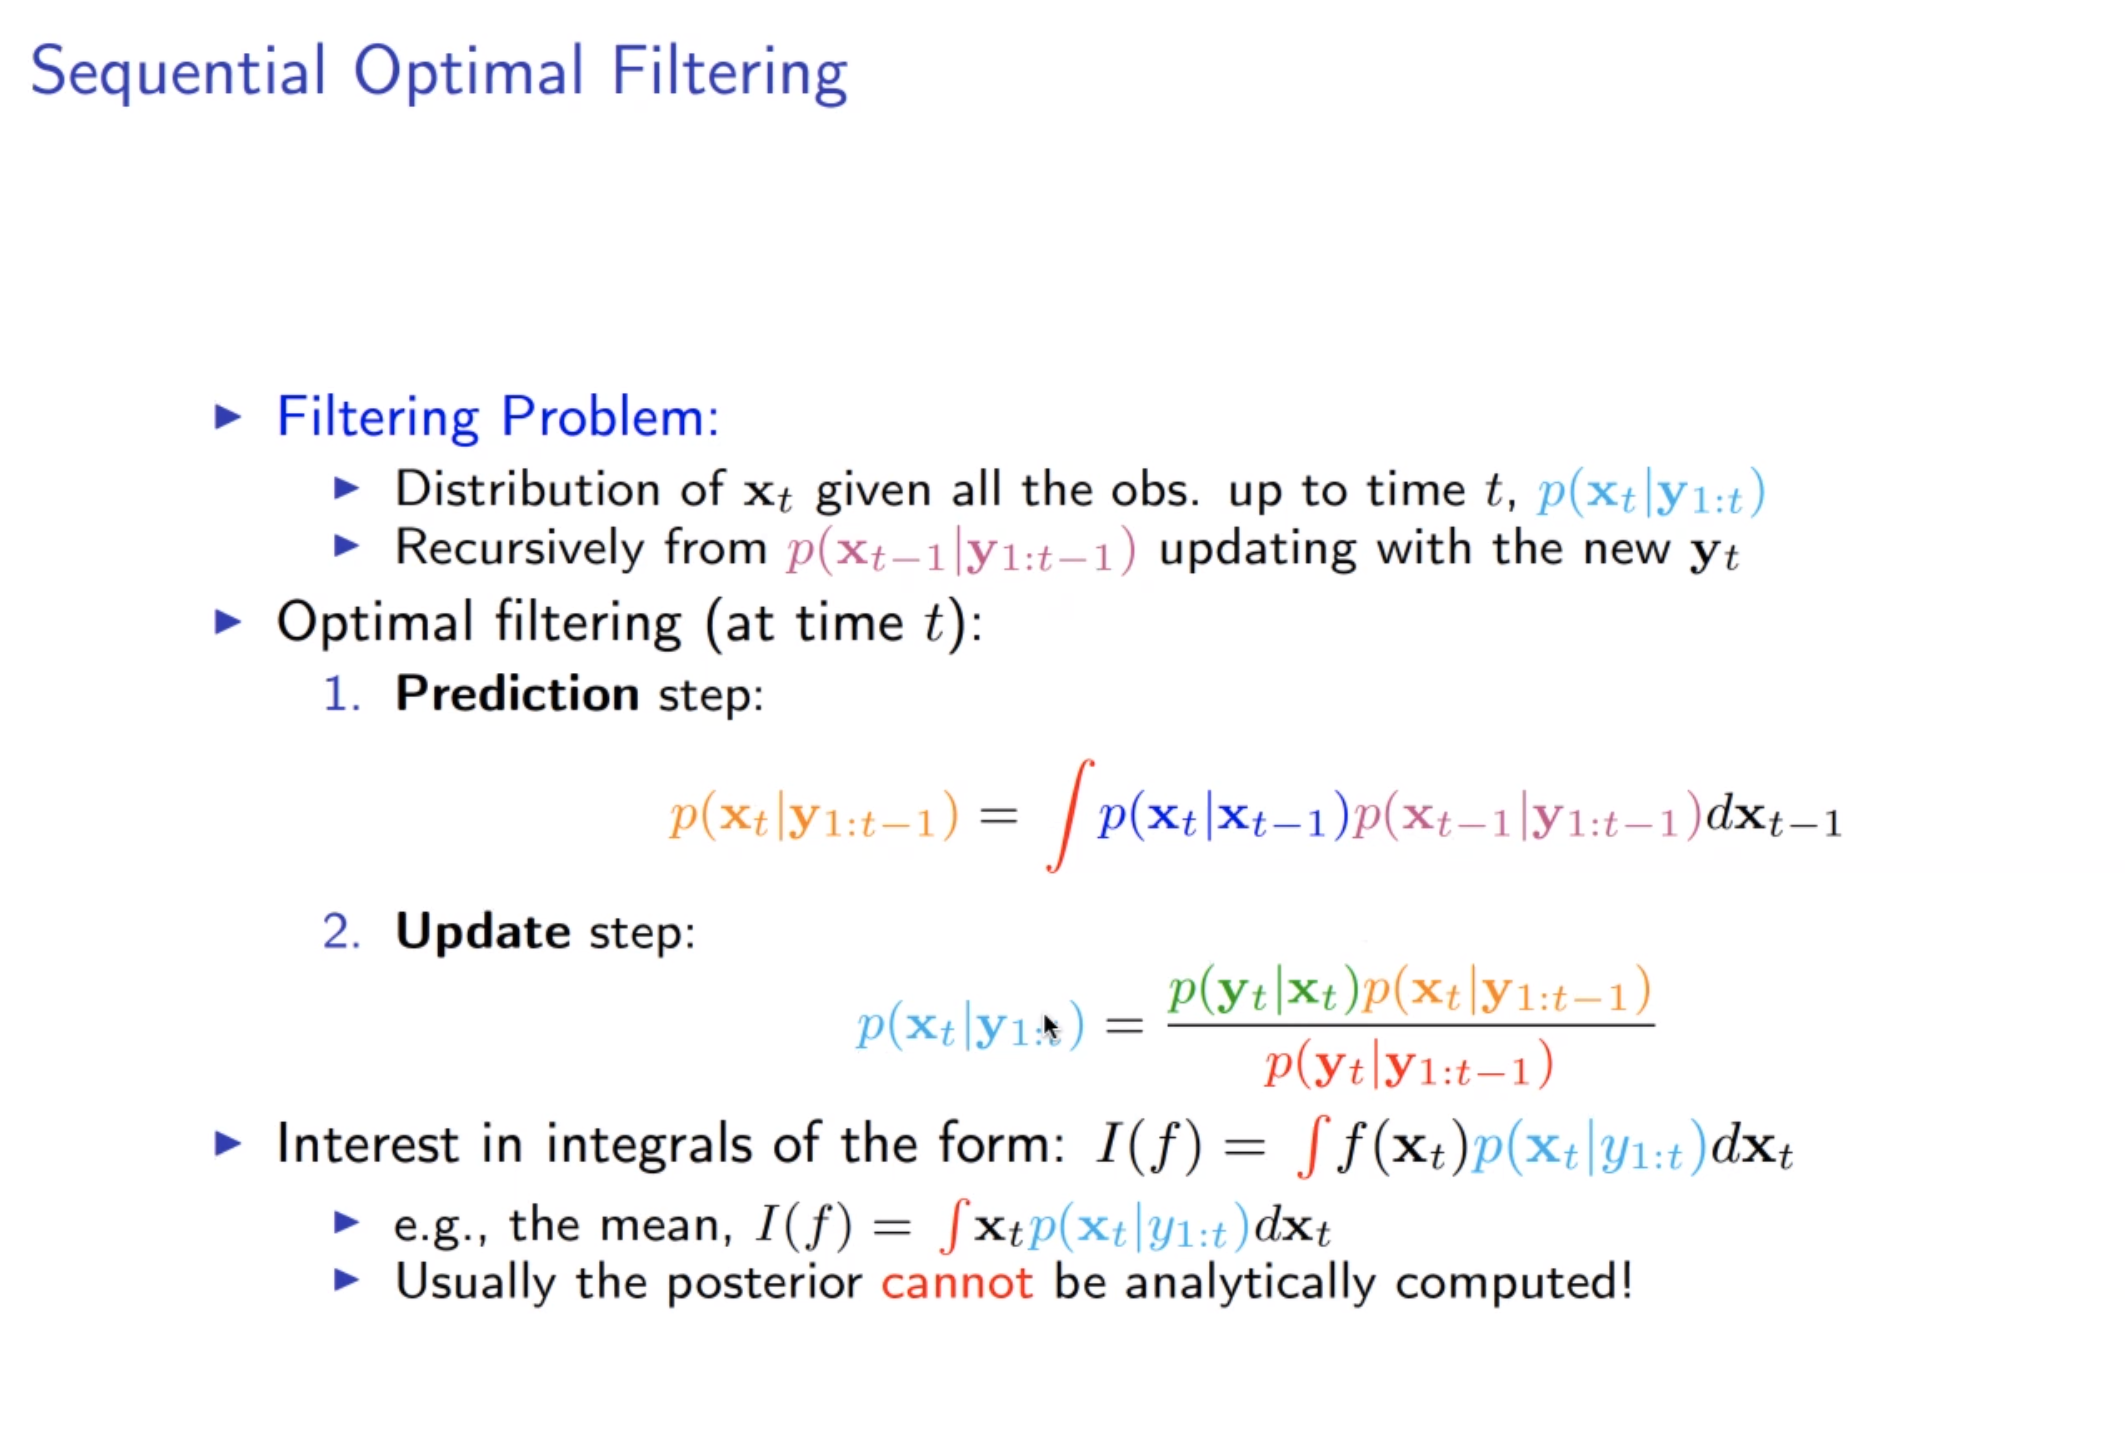 Sequential Optimal Filtering
▶ Filtering Problem:
▶ Distribution of $\mathbf{x}_t$ given all the obs. up to time $t$, $p(\mathbf{x}_t|\mathbf{y}_{1:t})$
▶ Recursively from $p(\mathbf{x}_{t-1}|\mathbf{y}_{1:t-1})$ updating with the new $\mathbf{y}_t$
▶ Optimal filtering (at time $t$):
1. Prediction step:
$p(\mathbf{x}_t|\mathbf{y}_{1:t-1}) = \int p(\mathbf{x}_t|\mathbf{x}_{t-1})p(\mathbf{x}_{t-1}|\mathbf{y}_{1:t-1})d\mathbf{x}_{t-1}$
2. Update step:
$p(\mathbf{x}_t|\mathbf{y}_{1:t}) = \frac{p(\mathbf{y}_t|\mathbf{x}_t)p(\mathbf{x}_t|\mathbf{y}_{1:t-1})}{p(\mathbf{y}_t|\mathbf{y}_{1:t-1})}$
▶ Interest in integrals of the form: $I(f) = \int f(\mathbf{x}_t)p(\mathbf{x}_t|y_{1:t})d\mathbf{x}_t$
▶ e.g., the mean, $I(f) = \int \mathbf{x}_t p(\mathbf{x}_t|y_{1:t})d\mathbf{x}_t$
▶ Usually the posterior cannot be analytically computed!